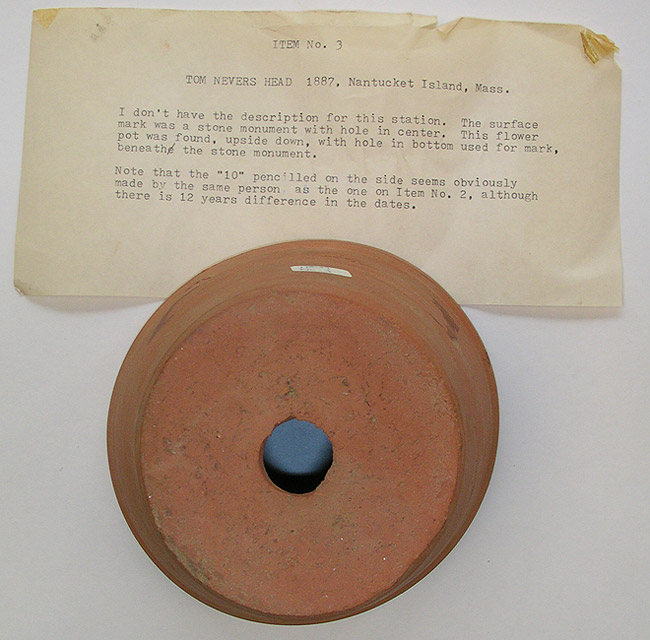 ITEM No. 3
TOM NEVERS HEAD 1887, Nantucket Island, Mass.
I don't have the description for this station. The surface
mark was a stone monument with hole in center. This flower
pot was found, upside down, with hole in bottom used for mark,
beneath the stone monument.
Note that the "10" pencilled on the side seems obviously
made by the same person as the one on Item No. 2, although
there is 12 years difference in the dates.